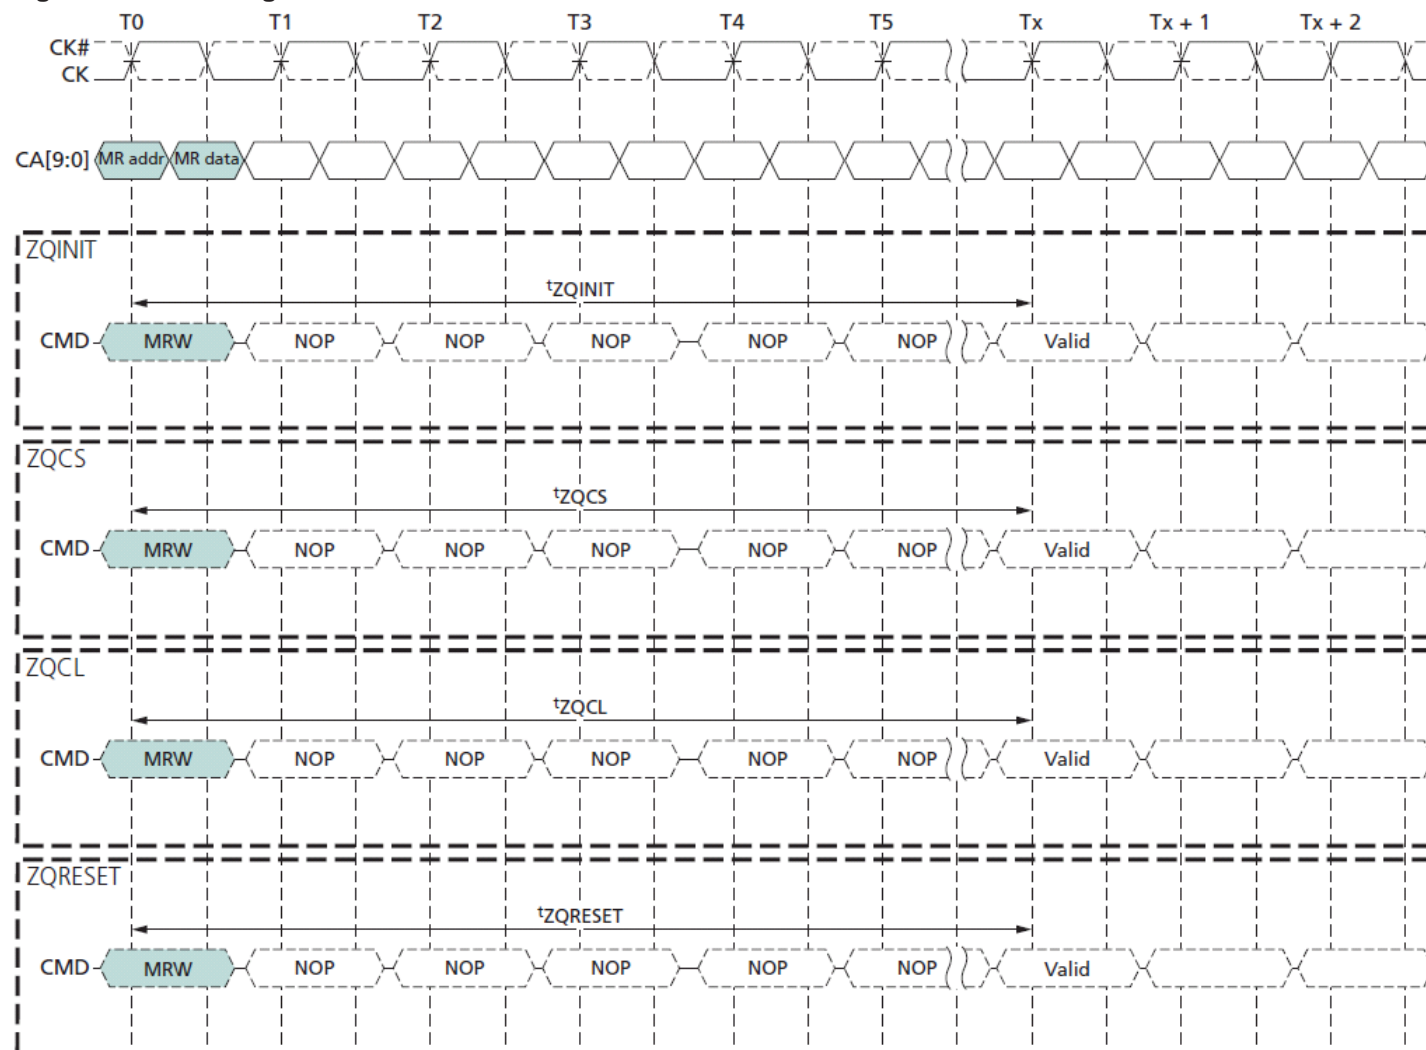 T0 T1 T2 T3 T4 T5 Tx Tx + 1 Tx + 2
CK#
CK
CA[9:0] MR addr MR data
ZQINIT
tZQINIT
CMD MRW NOP NOP NOP NOP NOP Valid
ZQCS
tZQCS
CMD MRW NOP NOP NOP NOP NOP Valid
ZQCL
tZQCL
CMD MRW NOP NOP NOP NOP NOP Valid
ZQRESET
tZQRESET
CMD MRW NOP NOP NOP NOP NOP Valid